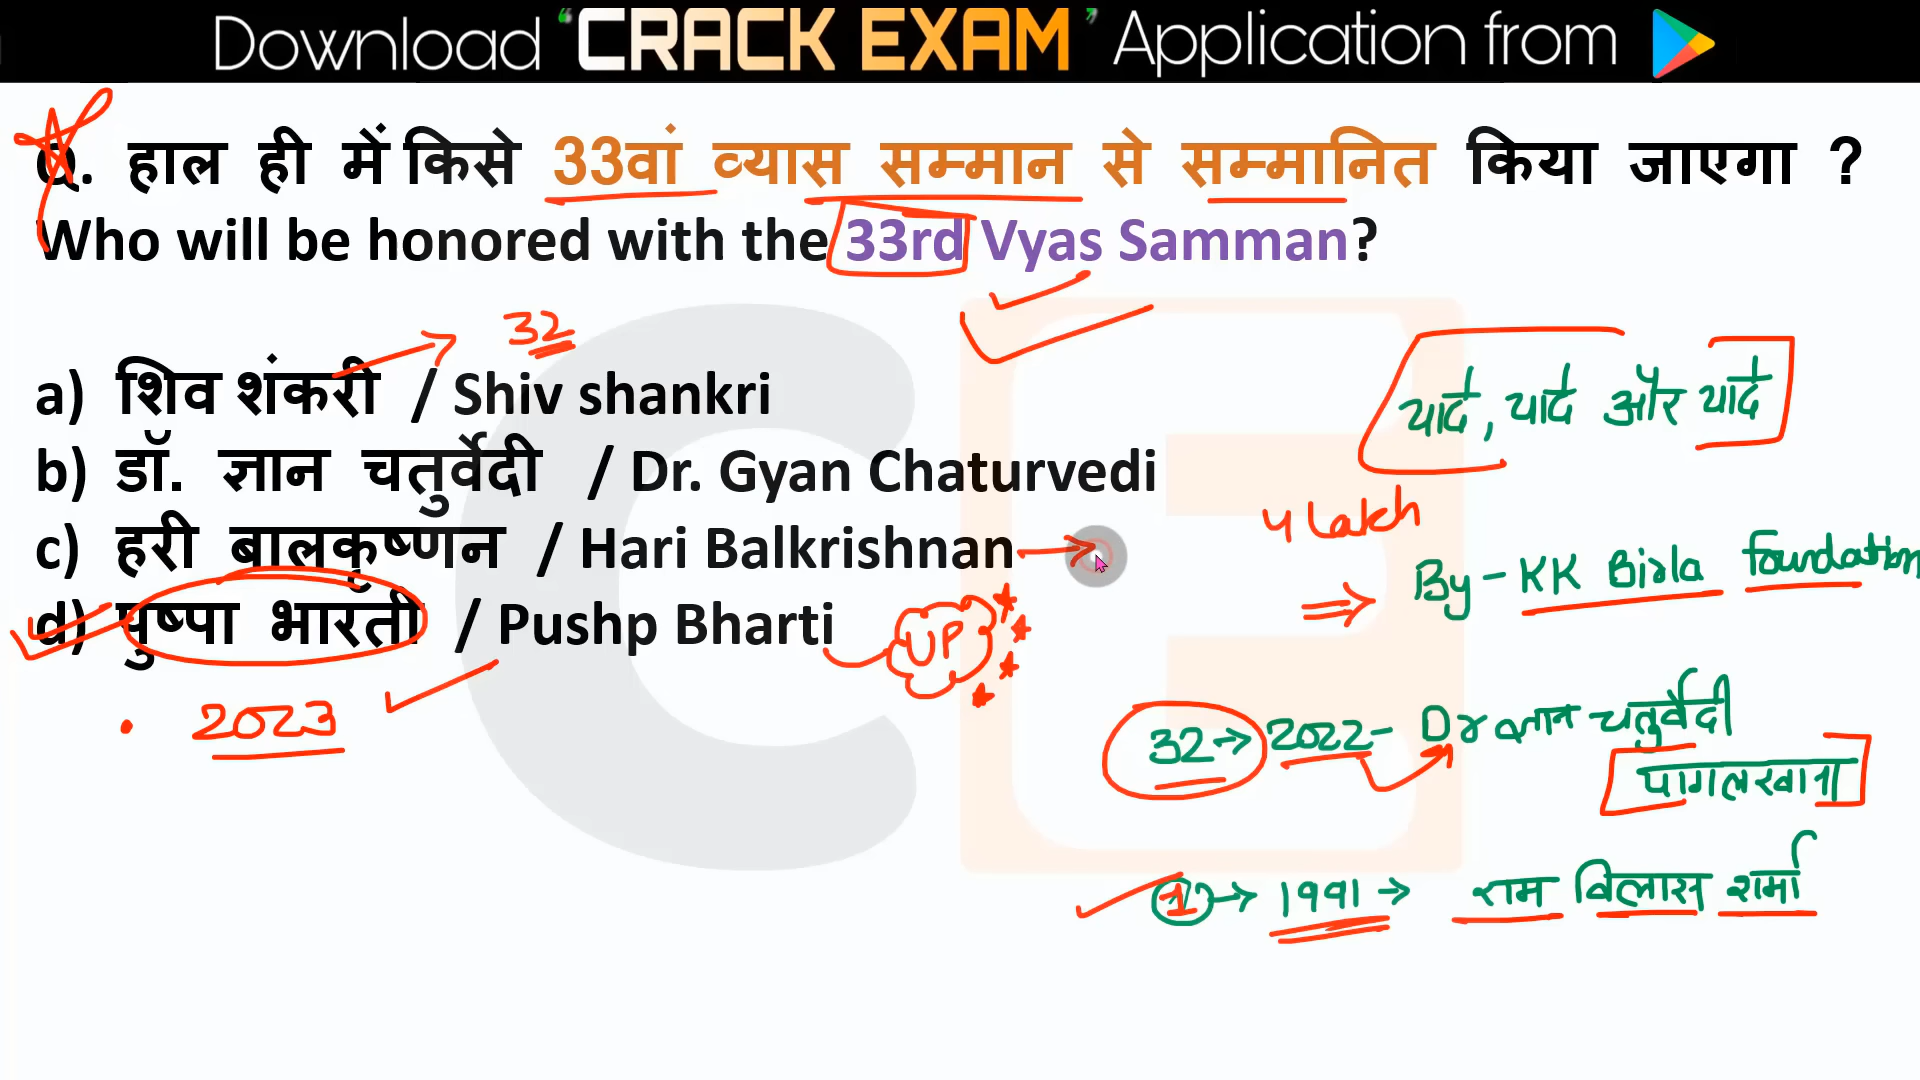 Download “CRACK EXAM” Application from
Q. हाल ही में किसे 33वां व्यास सम्मान से सम्मानित किया जाएगा ?
Who will be honored with the 33rd Vyas Samman?
32
a) शिव शंकरी / Shiv shankri
यादें, यादें और यादें
b) डॉ. ज्ञान चतुर्वेदी / Dr. Gyan Chaturvedi
4 Lakh
c) हरी बालकृष्णन / Hari Balkrishnan
By - KK Birla foundation
d) पुष्पा भारती / Pushp Bharti
UP
2023
32 → 2022 - Dr ज्ञान चतुर्वेदी
पागलखाना
1 → 1991 → राम विलास शर्मा